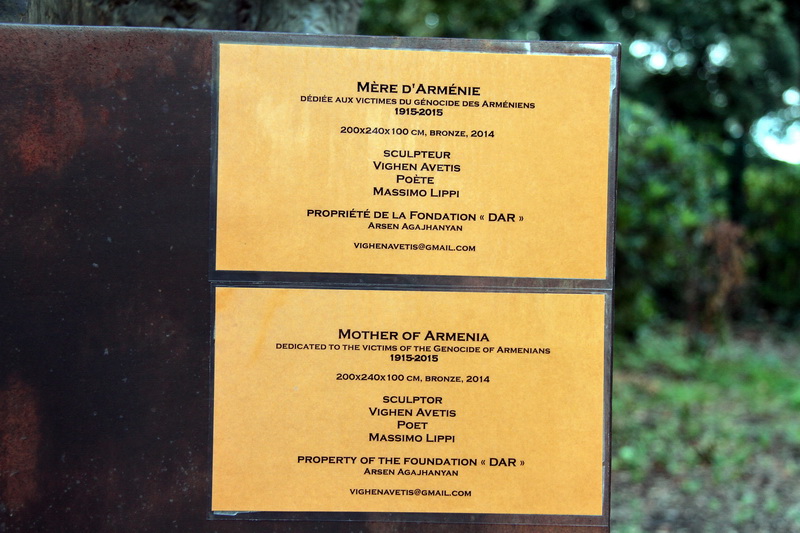 MÈRE D'ARMÉNIE
DÉDIÉE AUX VICTIMES DU GÉNOCIDE DES ARMÉNIENS
1915-2015
200X240X100 CM, BRONZE, 2014
SCULPTEUR
VIGHEN AVETIS
POÈTE
MASSIMO LIPPI
PROPRIÉTÉ DE LA FONDATION « DAR »
ARSEN AGAJHANYAN
VIGHENAVETIS@GMAIL.COM
MOTHER OF ARMENIA
DEDICATED TO THE VICTIMS OF THE GENOCIDE OF ARMENIANS
1915-2015
200X240X100 CM, BRONZE, 2014
SCULPTOR
VIGHEN AVETIS
POET
MASSIMO LIPPI
PROPERTY OF THE FOUNDATION « DAR »
ARSEN AGAJHANYAN
VIGHENAVETIS@GMAIL.COM